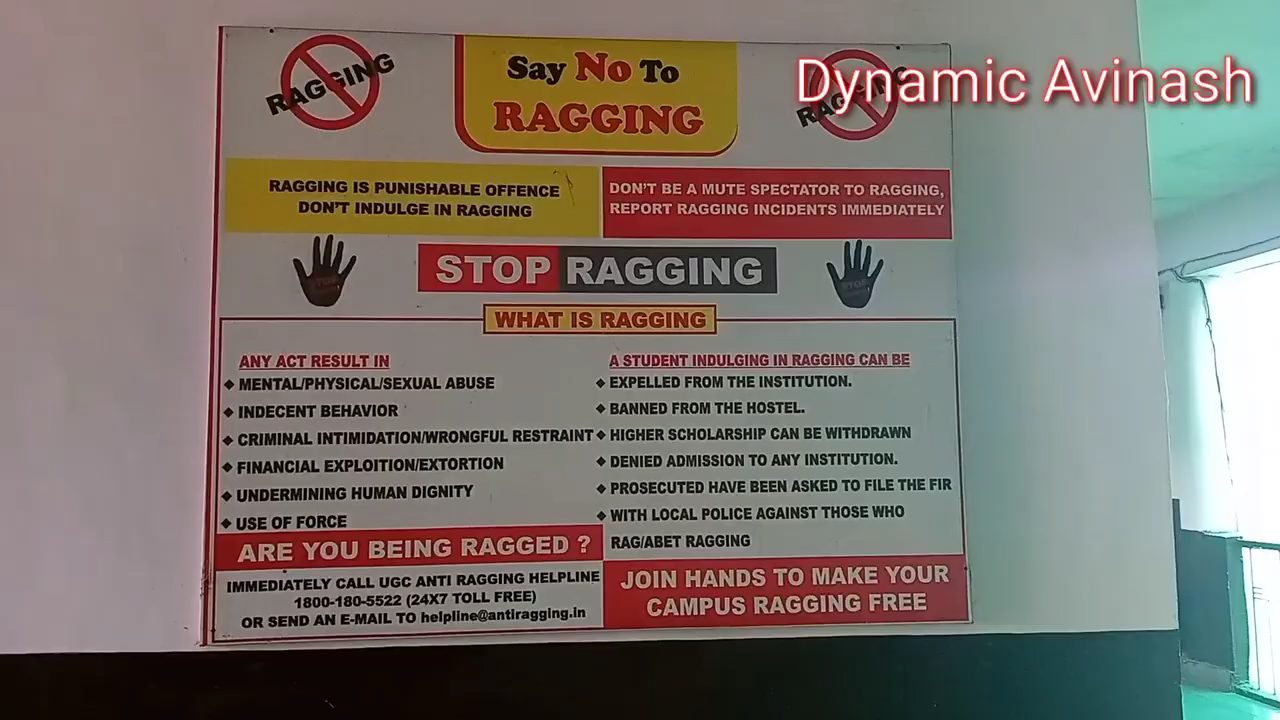 Dynamic Avinash
RAGGING
Say No To
RAGGING
RAGGING
RAGGING IS PUNISHABLE OFFENCE
DON'T INDULGE IN RAGGING
DON'T BE A MUTE SPECTATOR TO RAGGING,
REPORT RAGGING INCIDENTS IMMEDIATELY
STOP RAGGING
WHAT IS RAGGING
ANY ACT RESULT IN
❖ MENTAL/PHYSICAL/SEXUAL ABUSE
❖ INDECENT BEHAVIOR
❖ CRIMINAL INTIMIDATION/WRONGFUL RESTRAINT
❖ FINANCIAL EXPLOITION/EXTORTION
❖ UNDERMINING HUMAN DIGNITY
❖ USE OF FORCE
A STUDENT INDULGING IN RAGGING CAN BE
❖ EXPELLED FROM THE INSTITUTION.
❖ BANNED FROM THE HOSTEL.
❖ HIGHER SCHOLARSHIP CAN BE WITHDRAWN
❖ DENIED ADMISSION TO ANY INSTITUTION.
❖ PROSECUTED HAVE BEEN ASKED TO FILE THE FIR
❖ WITH LOCAL POLICE AGAINST THOSE WHO
RAG/ABET RAGGING
ARE YOU BEING RAGGED ?
IMMEDIATELY CALL UGC ANTI RAGGING HELPLINE
1800-180-5522 (24X7 TOLL FREE)
OR SEND AN E-MAIL TO helpline@antiragging.in
JOIN HANDS TO MAKE YOUR
CAMPUS RAGGING FREE